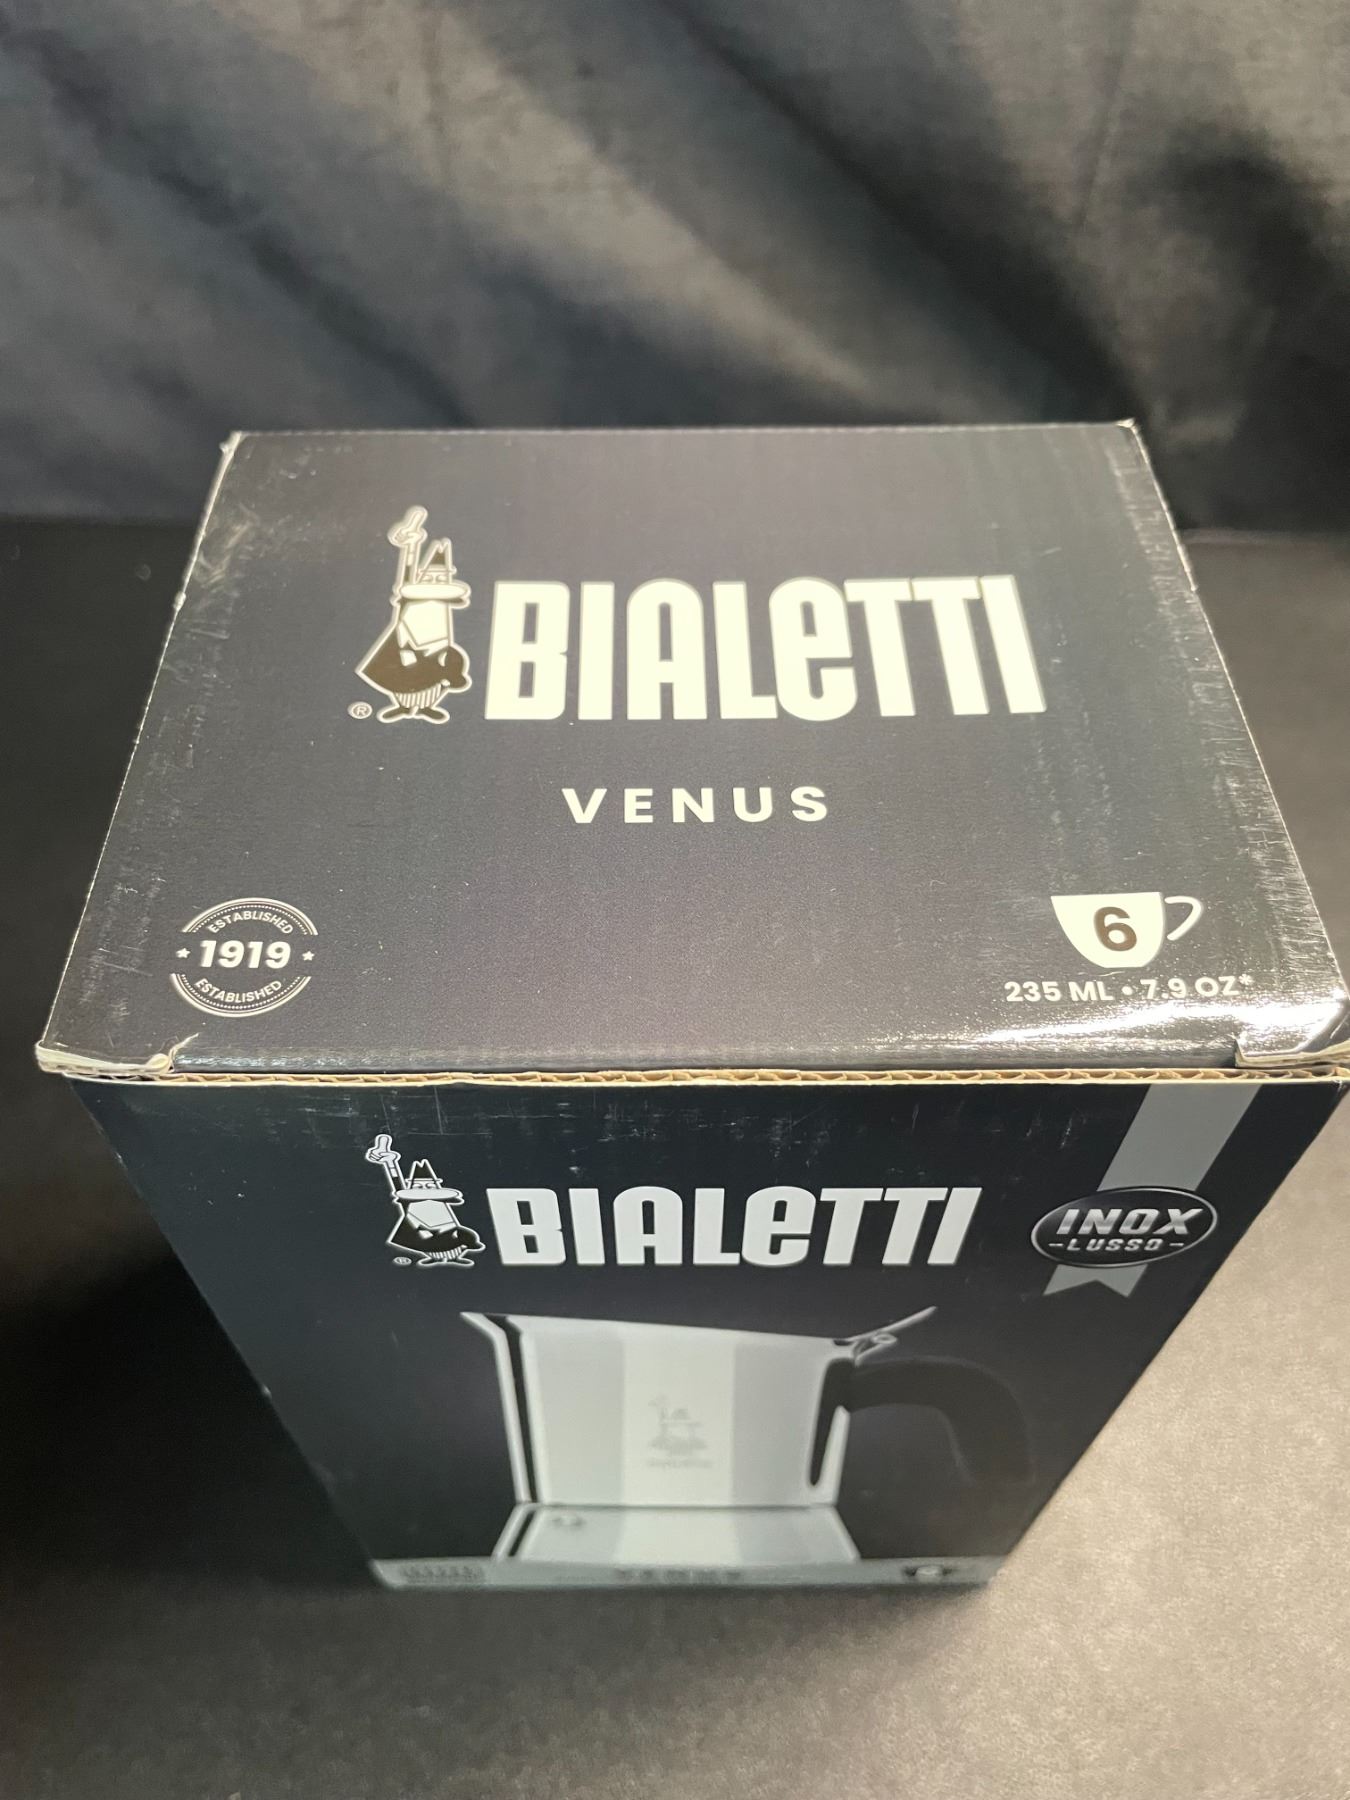 ®
BIALETTI
VENUS
ESTABLISHED
1919
ESTABLISHED
6
235 ML • 7.9 OZ*
®
BIALETTI
INOX
LUSSO